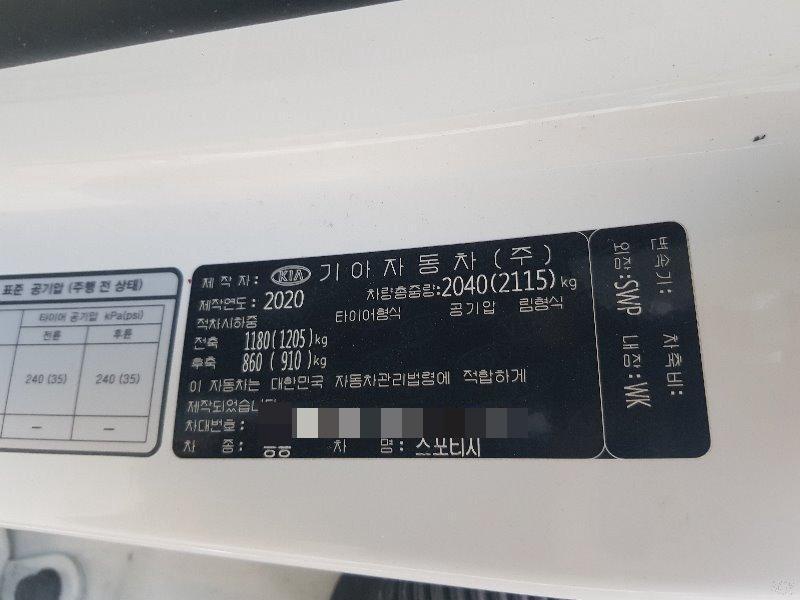 표준 공기압 (주행 전 상태)
타이어 공기압 kPa(psi)
전륜 후륜
240 (35) 240 (35)
— —
제 작 자: KIA 기아자동차(주)
제작연도: 2020 차량총중량:2040(2115)kg
적차시하중 타이어형식 공기압 림형식
전축 1180(1205)kg
후축 860( 910)kg
이 자동차는 대한민국 자동차관리법령에 적합하게
제작되었습니다
차대번호:
차 종: 승용 차 명: 스포티지
변속기: 차축비:
외장:SWP 내장:WK